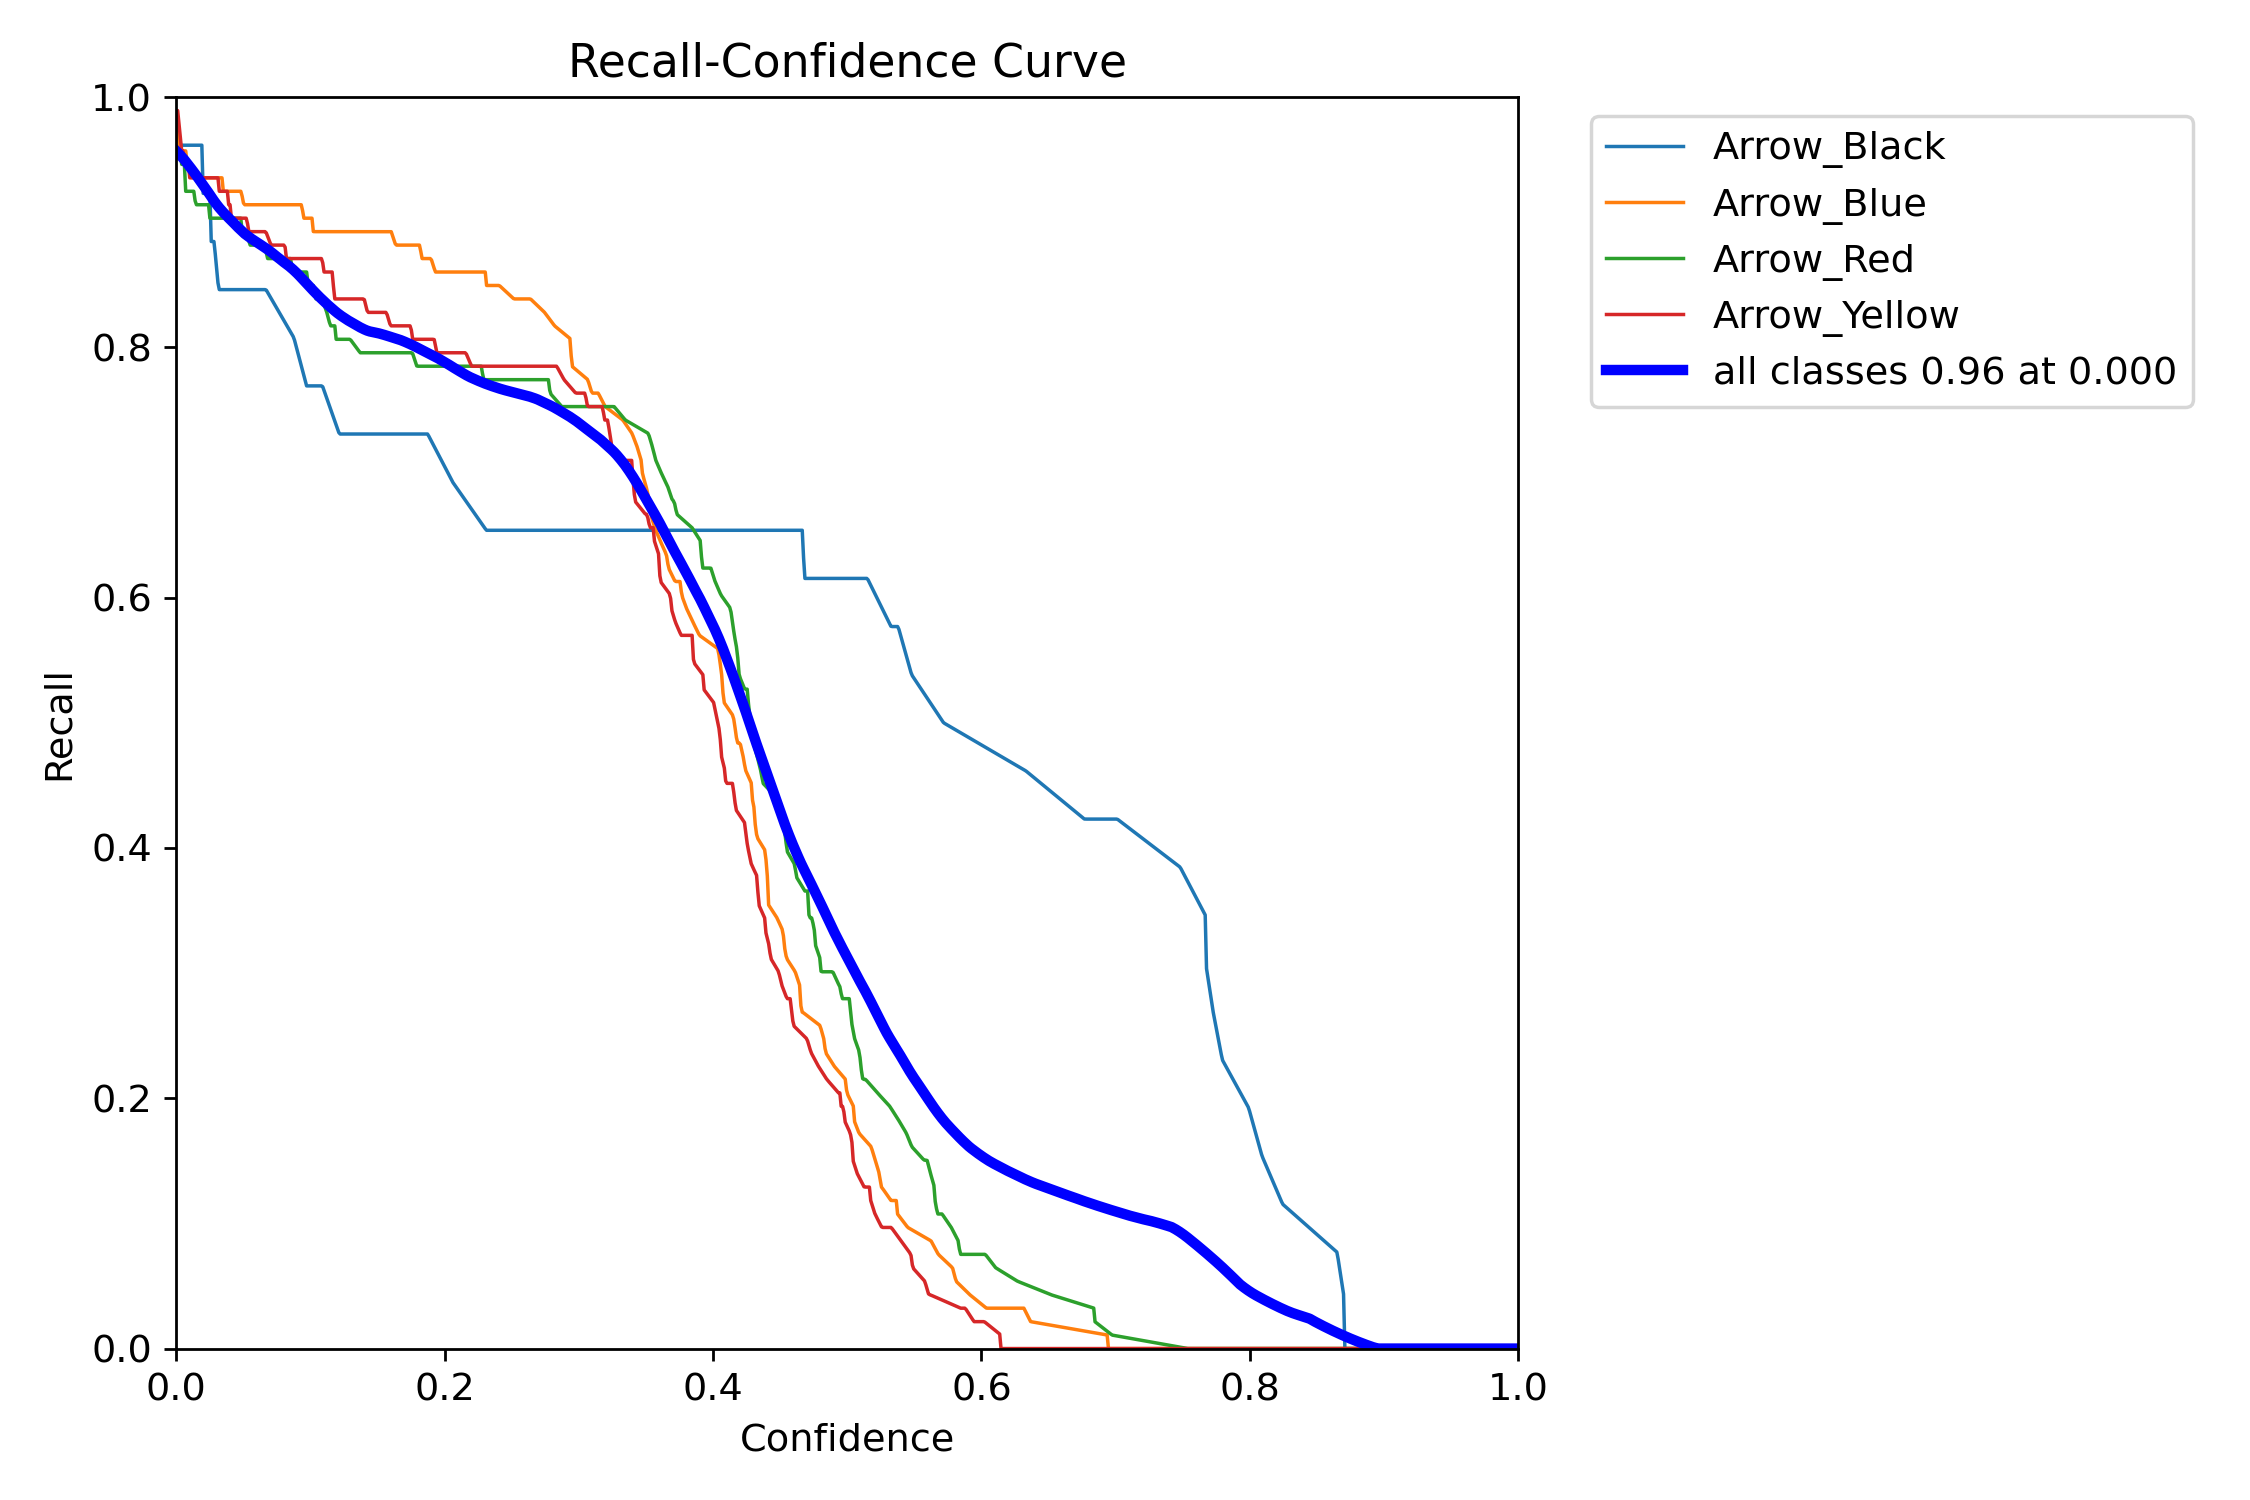 Recall-Confidence Curve
1.0
0.8
0.6
0.4
0.2
0.0
Recall
0.0 0.2 0.4 0.6 0.8 1.0
Confidence
Arrow_Black
Arrow_Blue
Arrow_Red
Arrow_Yellow
all classes 0.96 at 0.000